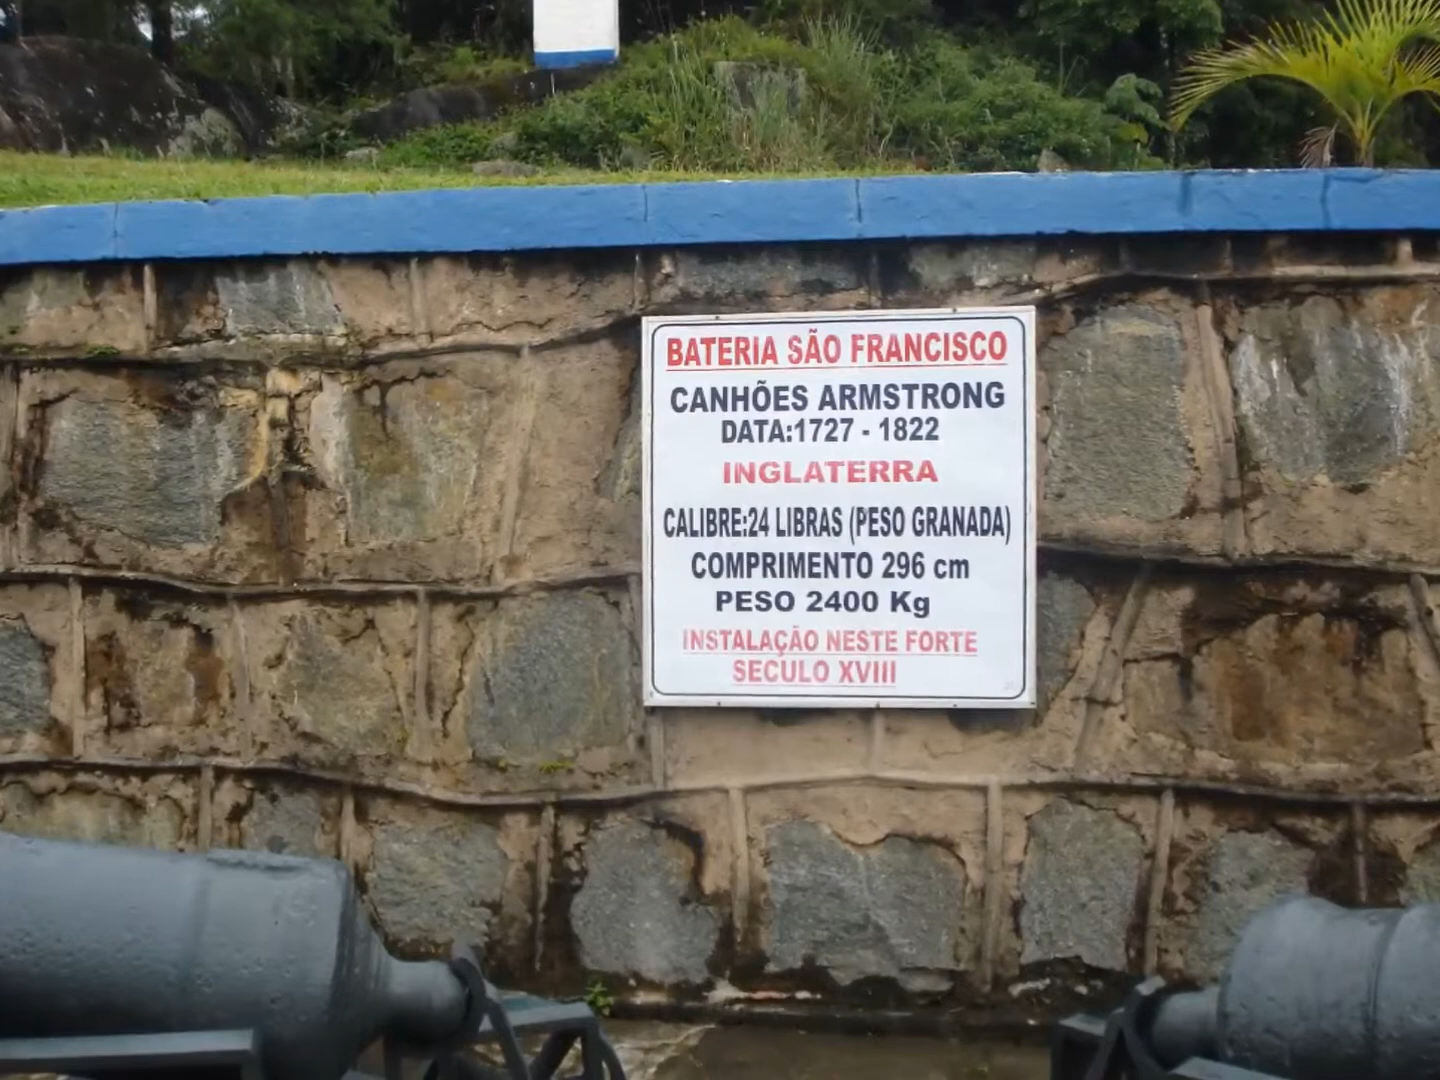 BATERIA SÃO FRANCISCO
CANHÕES ARMSTRONG
DATA:1727 - 1822
INGLATERRA
CALIBRE:24 LIBRAS (PESO GRANADA)
COMPRIMENTO 296 cm
PESO 2400 Kg
INSTALAÇÃO NESTE FORTE
SECULO XVIII